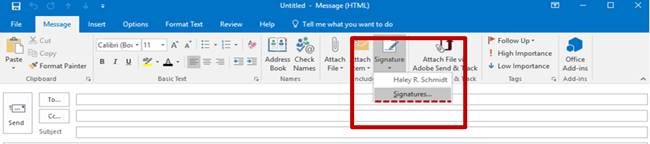 Untitled - Message (HTML)
File Message Insert Options Format Text Review Help Tell me what you want to do
Cut
Copy
Format Painter
Paste
Clipboard
Calibri (Bo 11
B I U
Basic Text
Address Book
Check Names
Names
Attach File
Attach Item
Signature
Haley R. Schmidt
Signatures...
Attach File via
Adobe Send & Track
Follow Up
High Importance
Low Importance
Tags
Office Add-ins
Add-ins
Send
To...
Cc...
Subject